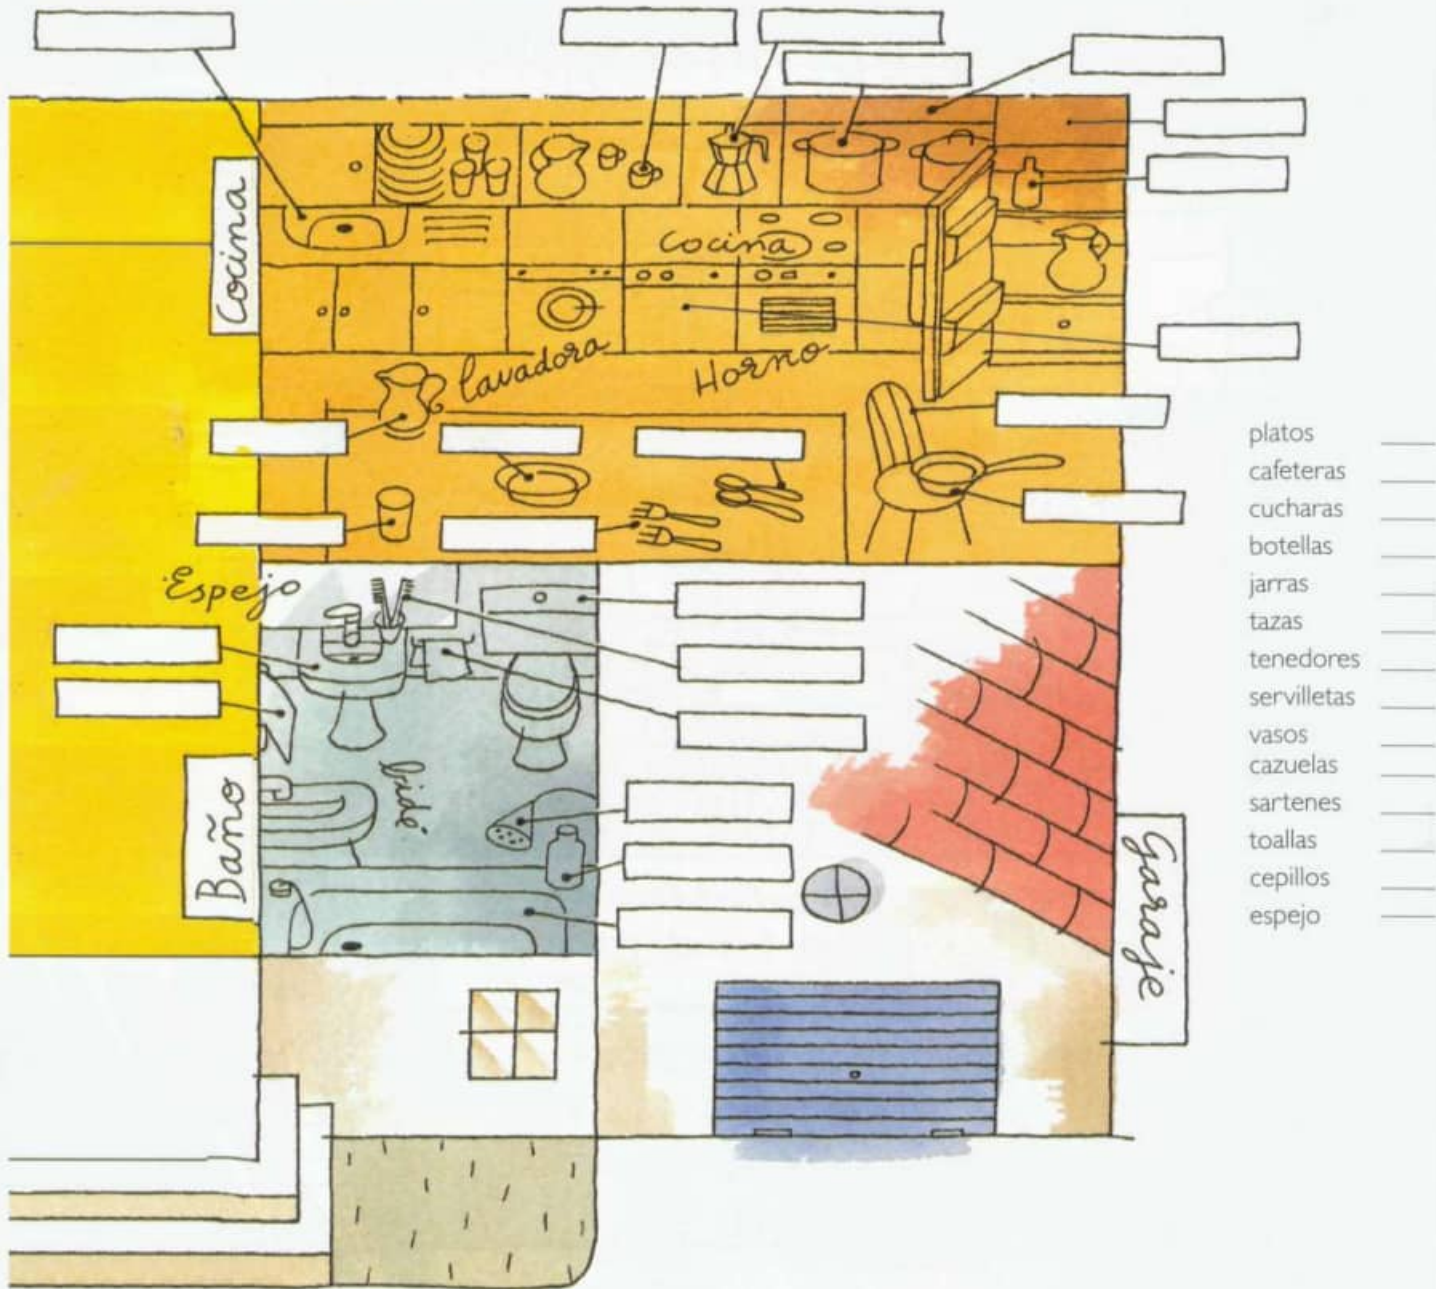 Cocina
cocina
lavadora
Horno
Espejo
Baño
bidé
Garaje
platos
cafeteras
cucharas
botellas
jarras
tazas
tenedores
servilletas
vasos
cazuelas
sartenes
toallas
cepillos
espejo